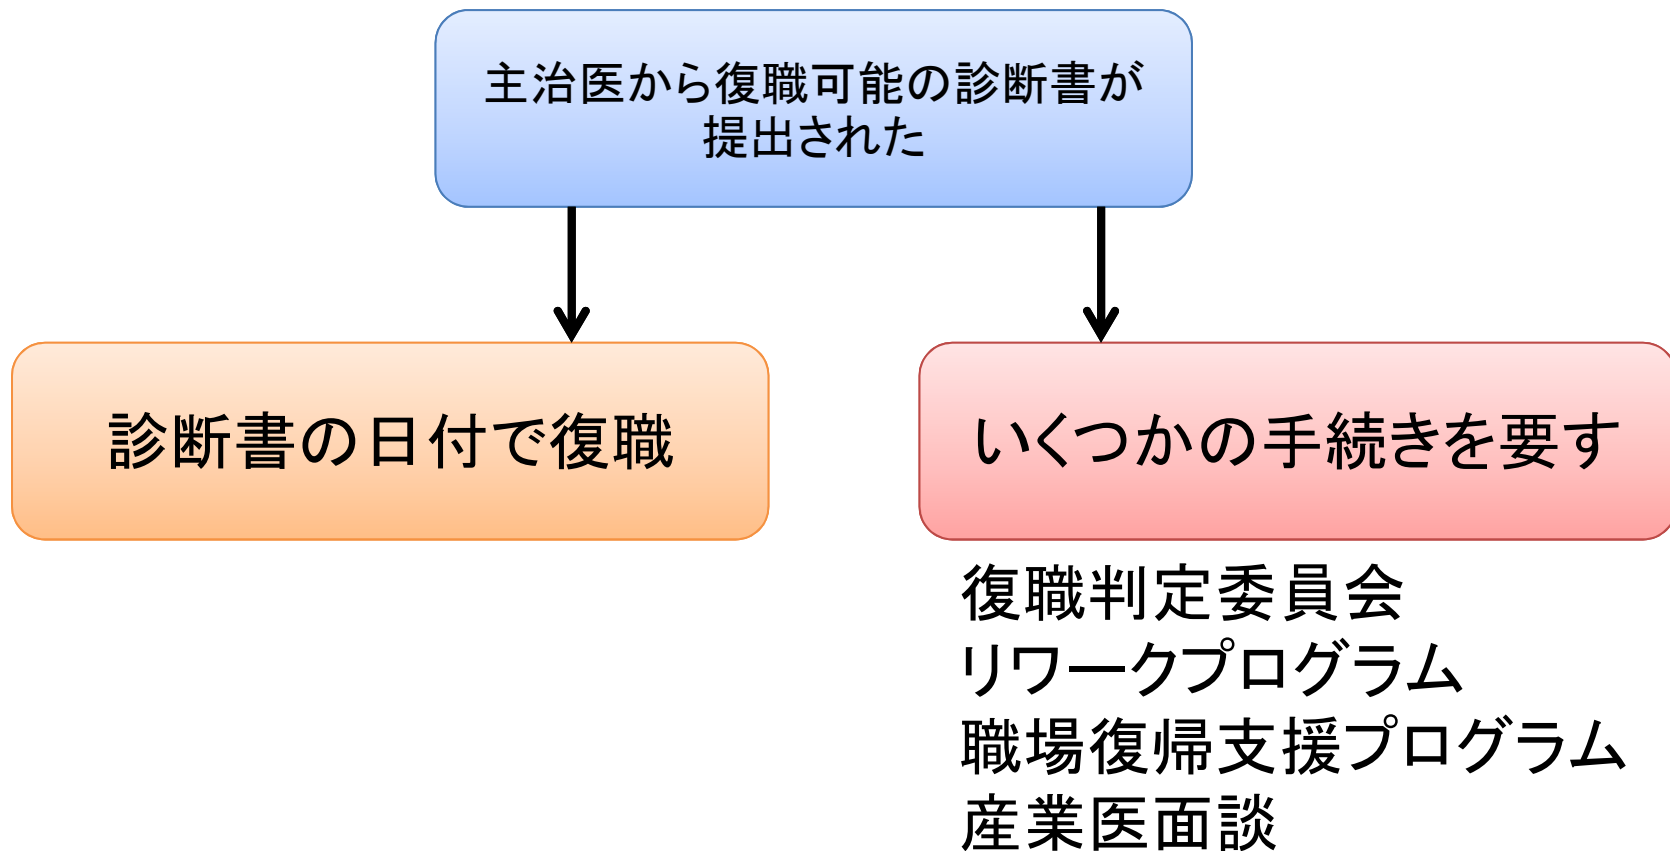 主治医から復職可能の診断書が
提出された
診断書の日付で復職
いくつかの手続きを要す
復職判定委員会
リワークプログラム
職場復帰支援プログラム
産業医面談